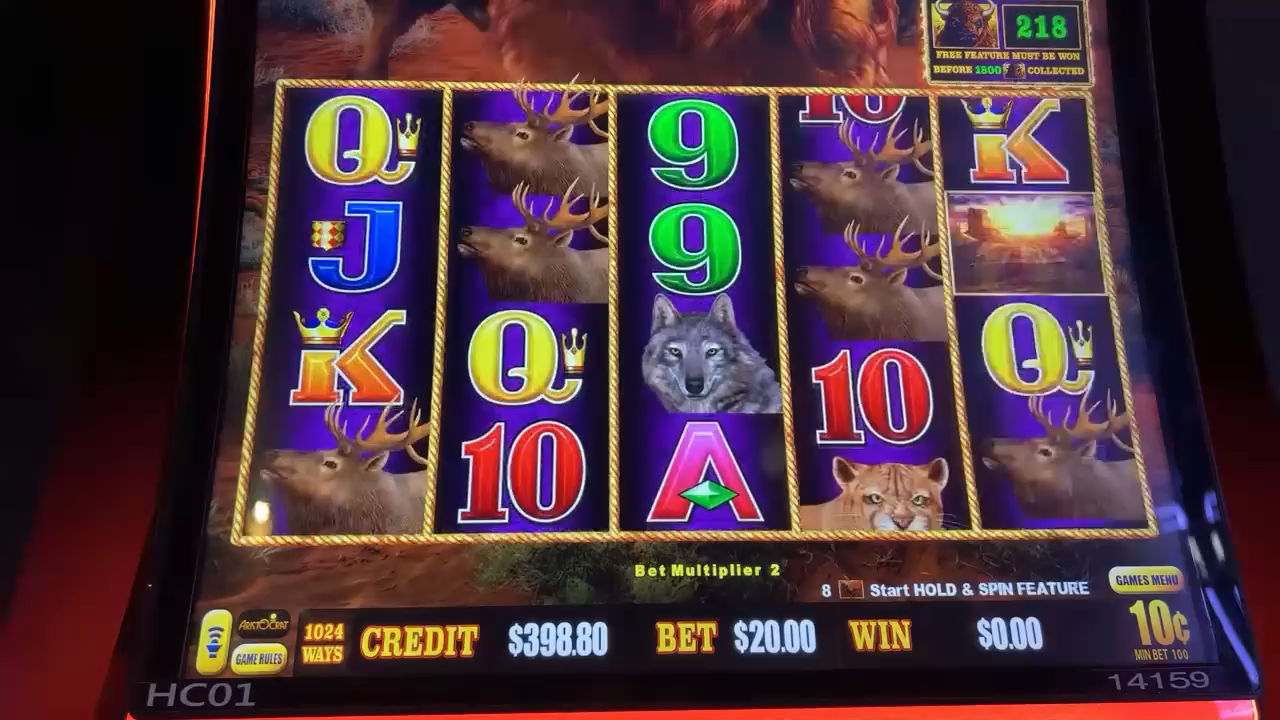 218
FREE FEATURE MUST BE WON
BEFORE 1800 COLLECTED
Q 9 10 K
J 9
K Q 10 Q
10 A
Bet Multiplier 2
8 Start HOLD & SPIN FEATURE
GAMES MENU
ARISTOCRAT
GAME RULES
1024
WAYS
CREDIT $398.80 BET $20.00 WIN $0.00
10¢
MIN BET 100
HC01
14159